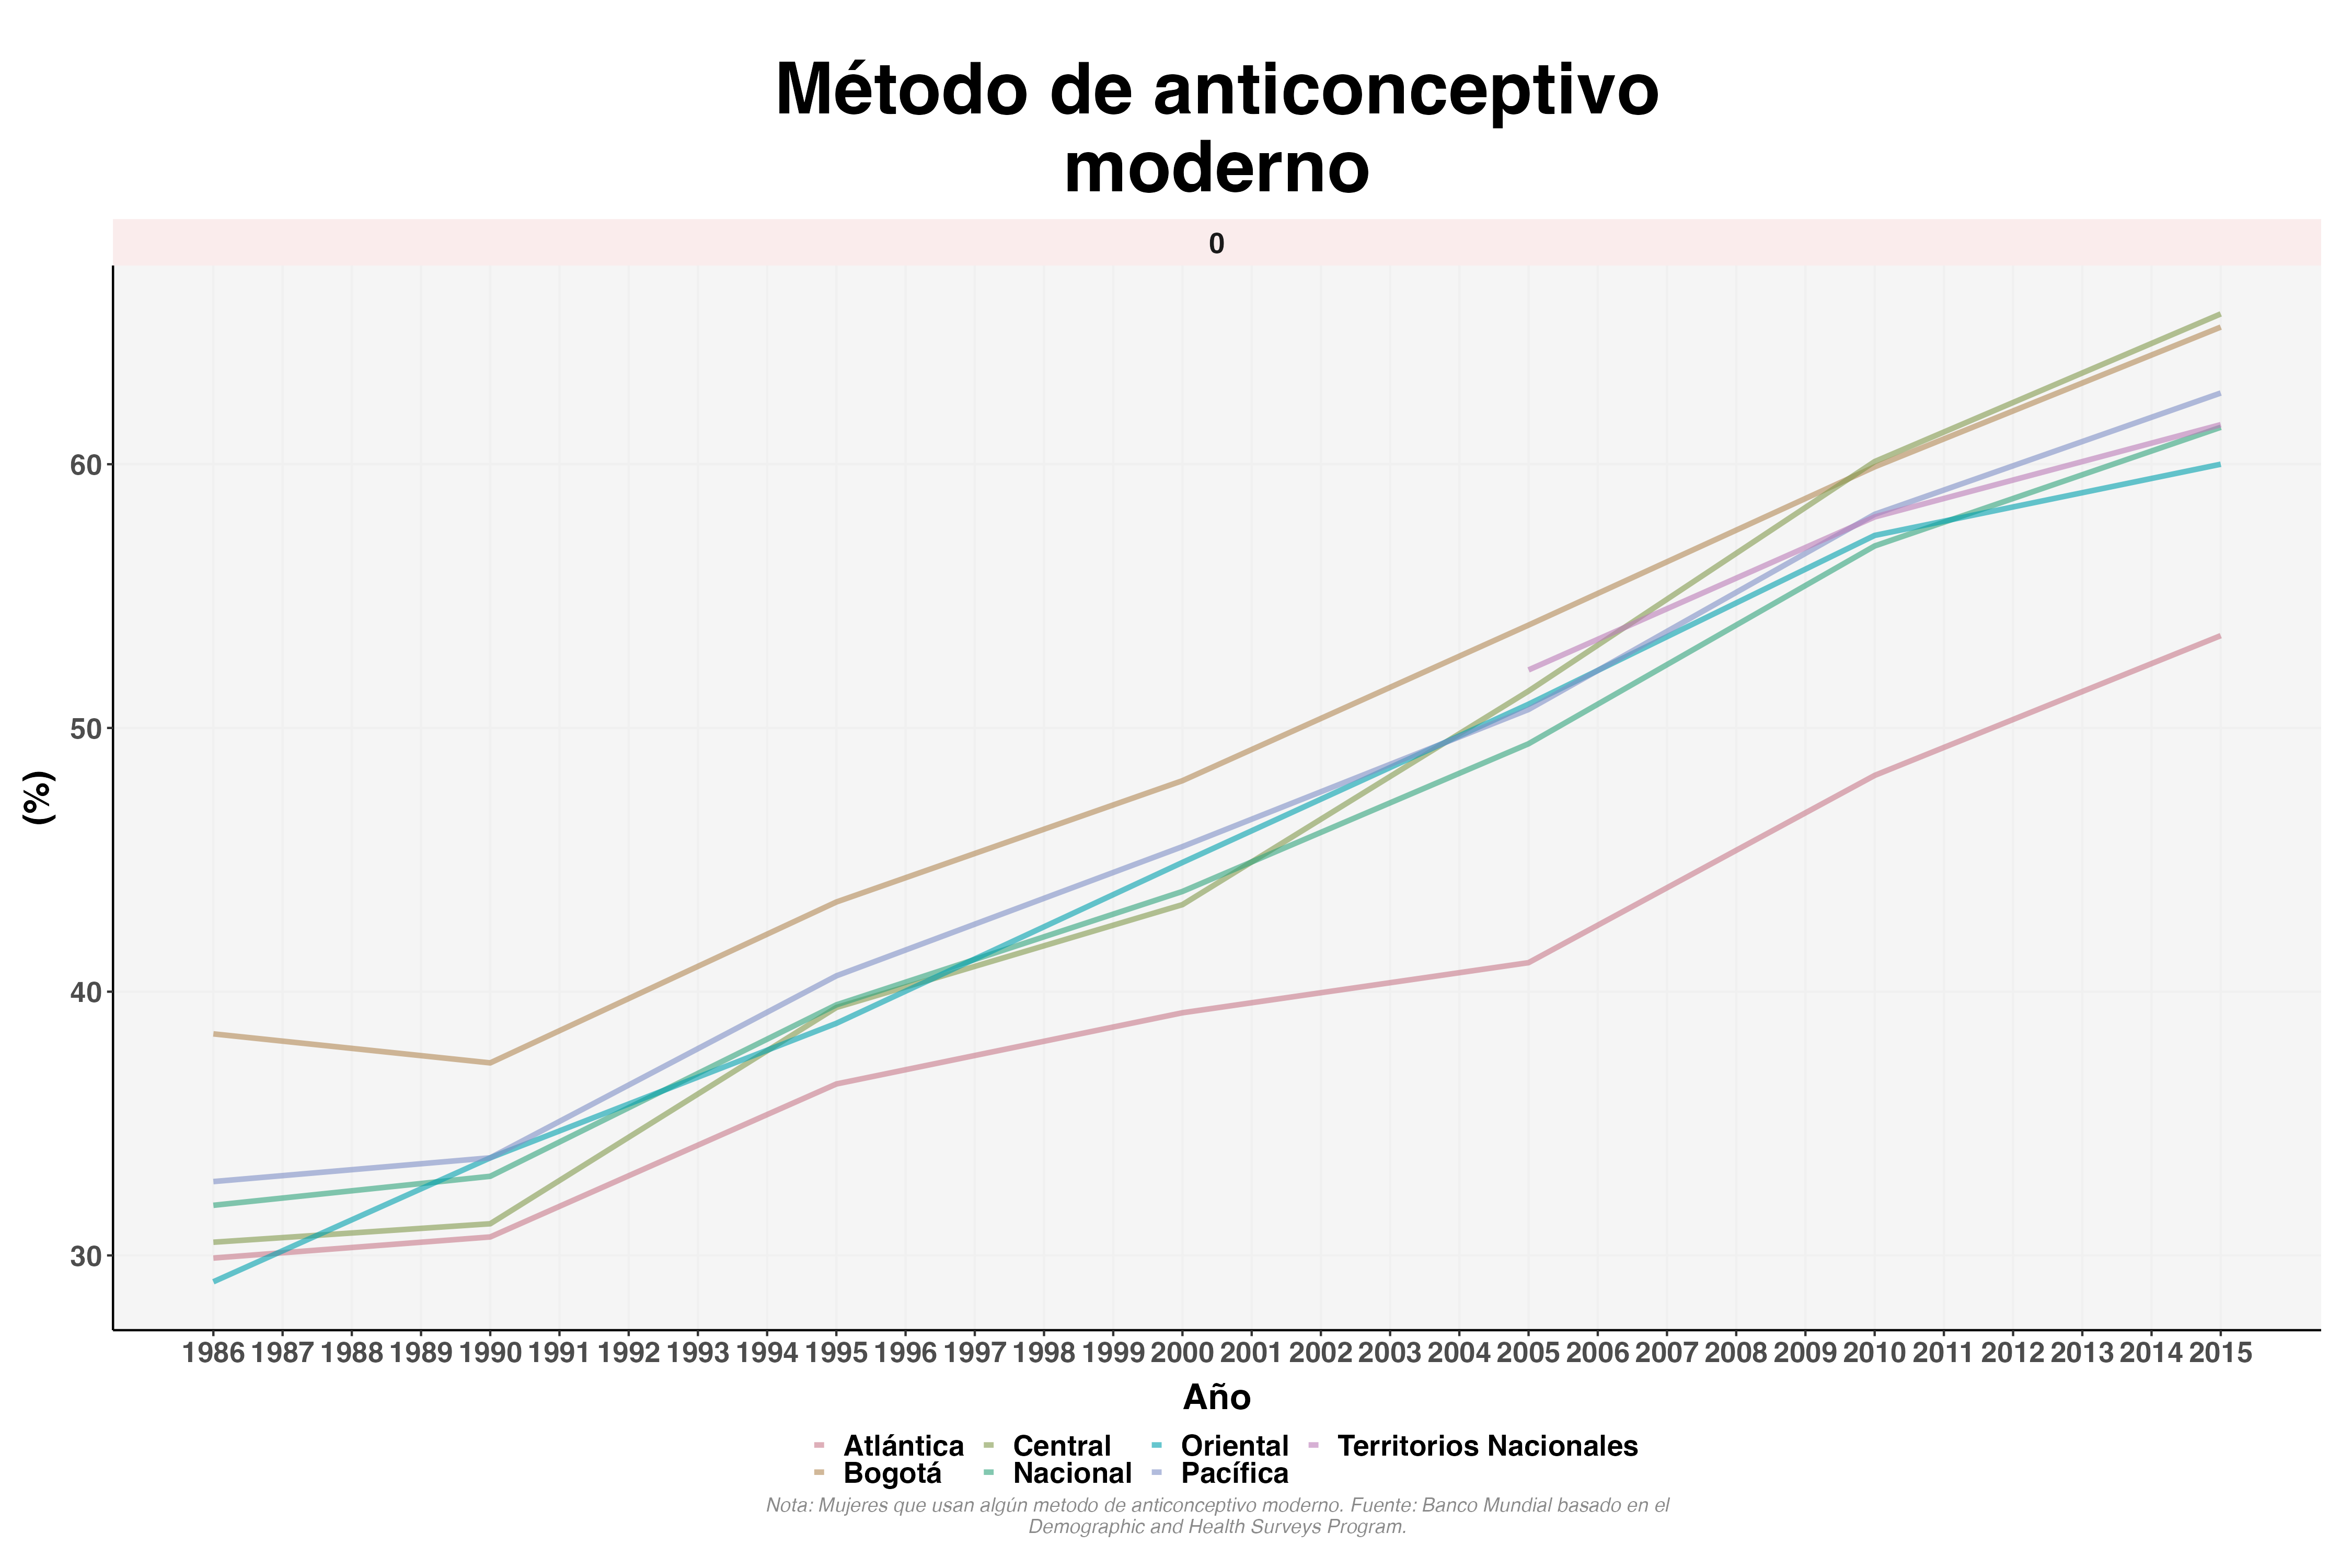 Método de anticonceptivo
moderno
0
60
50
40
30
(%)
1986 1987 1988 1989 1990 1991 1992 1993 1994 1995 1996 1997 1998 1999 2000 2001 2002 2003 2004 2005 2006 2007 2008 2009 2010 2011 2012 2013 2014 2015
Año
Atlántica Central Oriental Territorios Nacionales
Bogotá Nacional Pacífica
Nota: Mujeres que usan algún metodo de anticonceptivo moderno. Fuente: Banco Mundial basado en el
Demographic and Health Surveys Program.